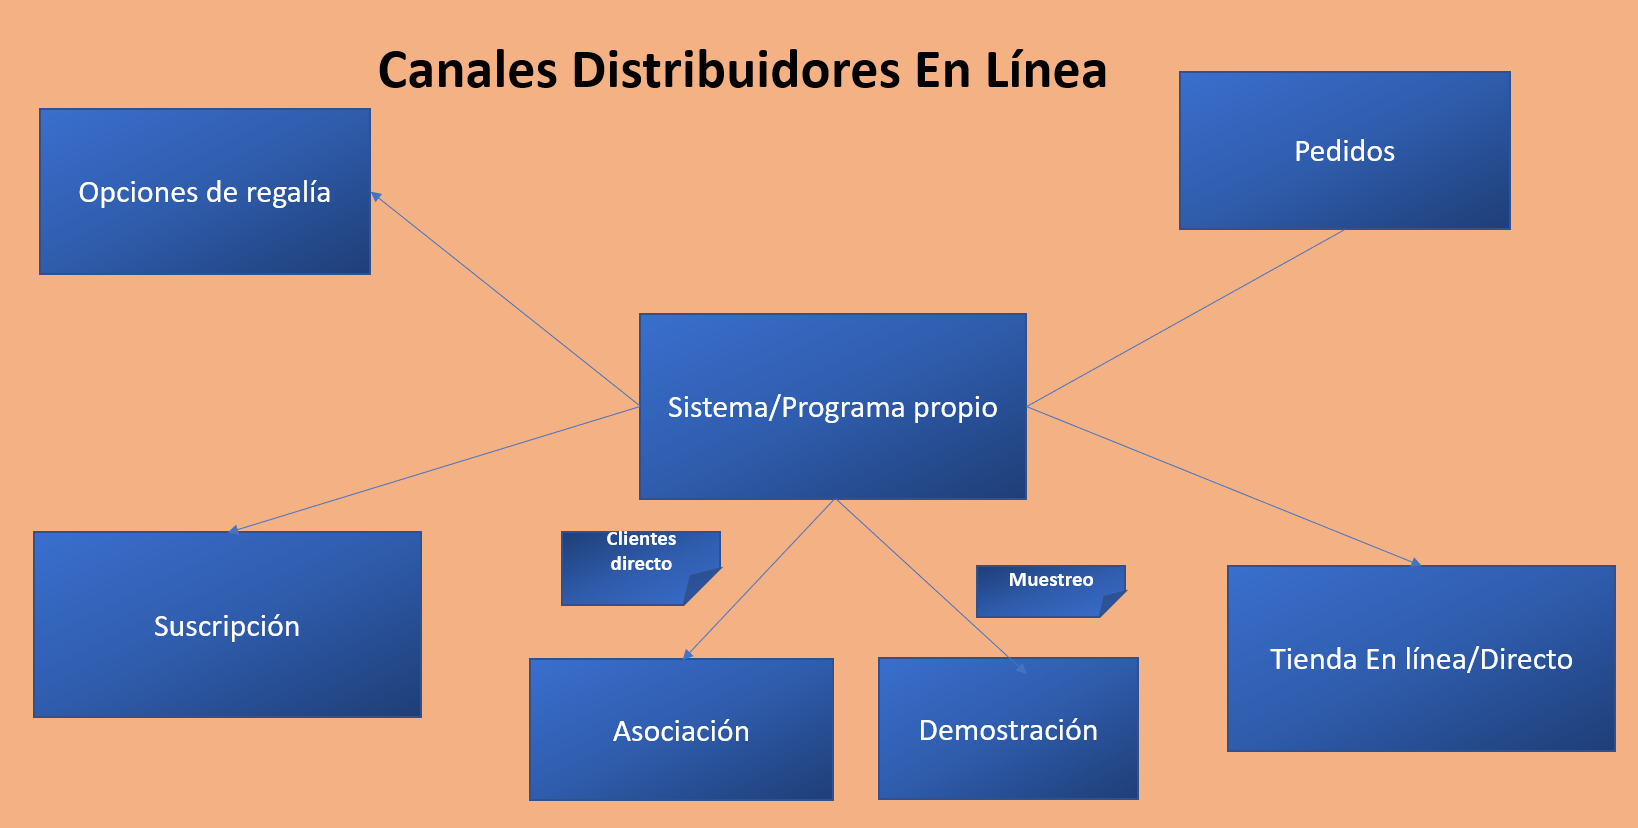 Canales Distribuidores En Línea
Opciones de regalía
Pedidos
Sistema/Programa propio
Suscripción
Clientes
directo
Muestreo
Asociación
Demostración
Tienda En línea/Directo